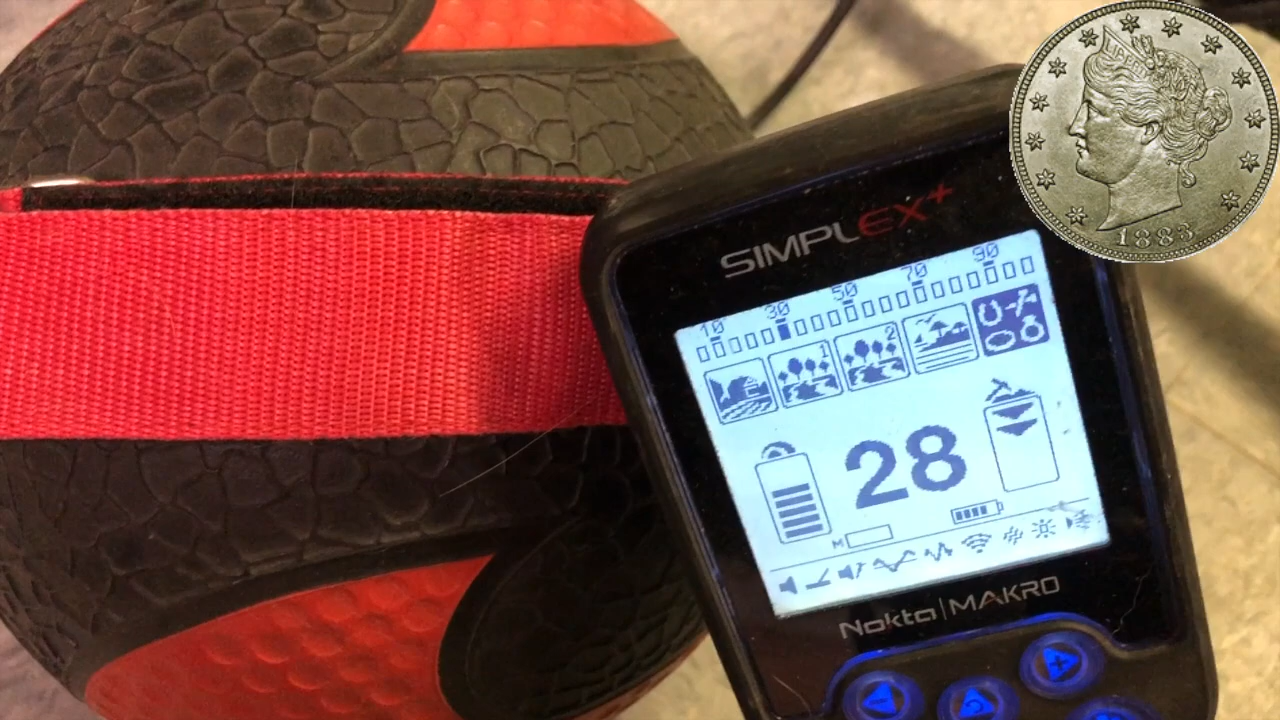 SIMPLEX+
10 30 50 70 90
1 2
28
M
Nokta|MAKRO
LIBERTY
1883